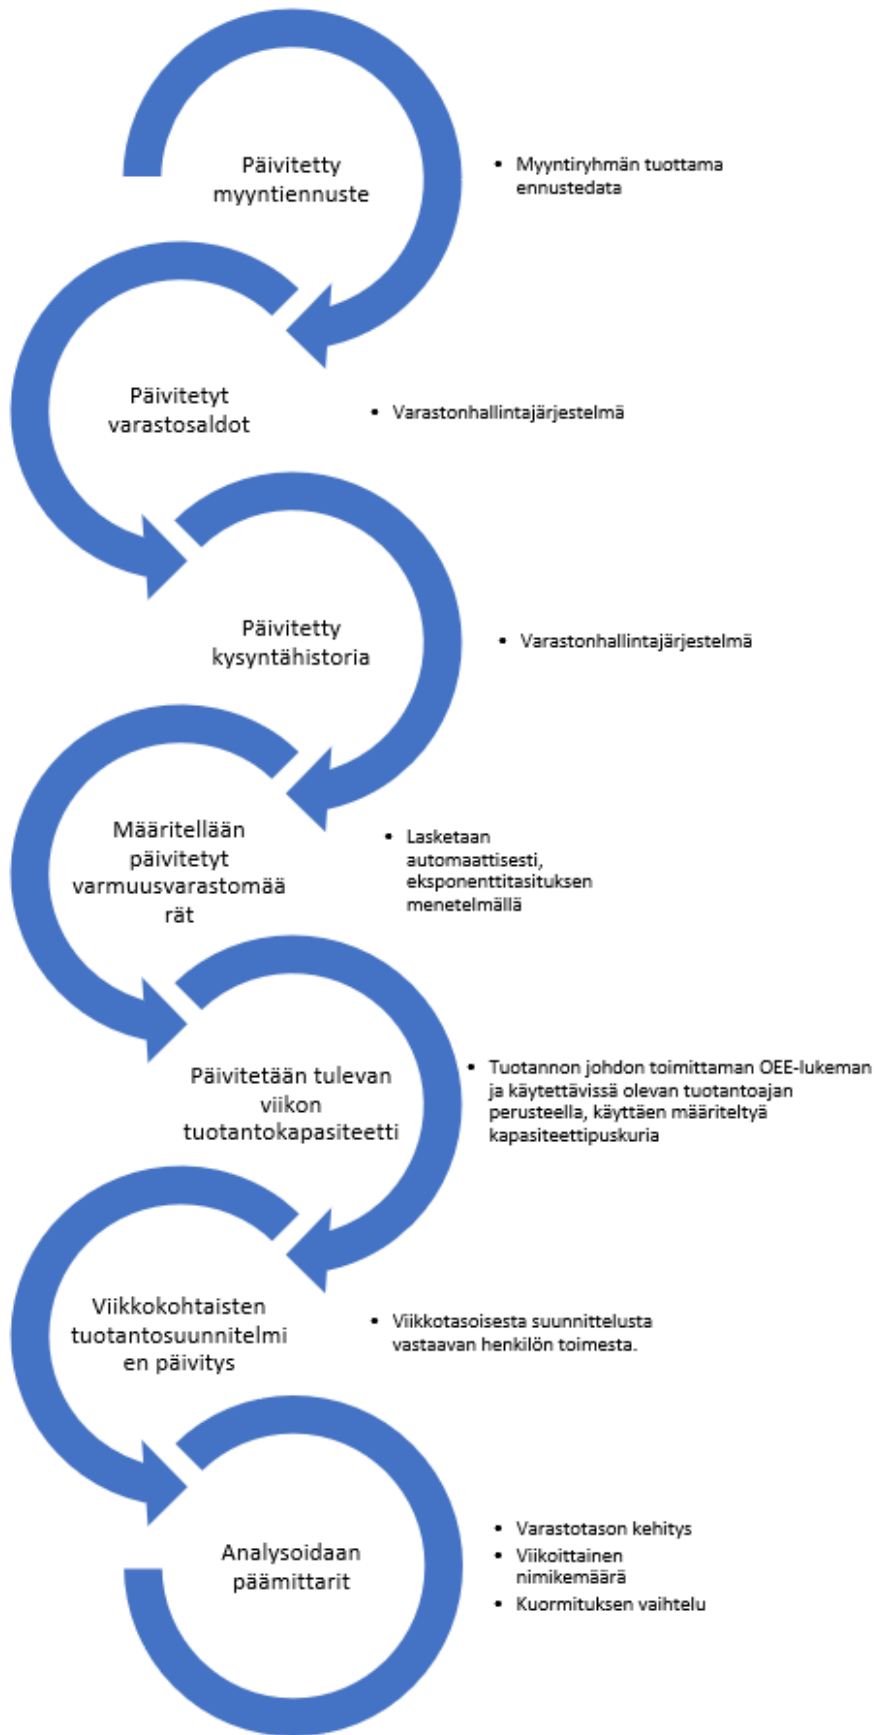 Päivitetty
myyntiennuste
• Myyntiryhmän tuottama
ennustedata
Päivitetyt
varastosaldot
• Varastonhallintajärjestelmä
Päivitetty
kysyntähistoria
• Varastonhallintajärjestelmä
Määritellään
päivitetyt
varmuusvarastomää
rät
• Lasketaan
automaattisesti,
eksponenttitasituksen
menetelmällä
Päivitetään tulevan
viikon
tuotantokapasiteetti
• Tuotannon johdon toimittaman OEE-lukeman
ja käytettävissä olevan tuotantoajan
perusteella, käyttäen määriteltyä
kapasiteettipuskuria
Viikkokohtaisten
tuotantosuunnitelmi
en päivitys
• Viikkotasoisesta suunnittelusta
vastaavan henkilön toimesta.
Analysoidaan
päämittarit
• Varastotason kehitys
• Viikoittainen
nimikemäärä
• Kuormituksen vaihtelu